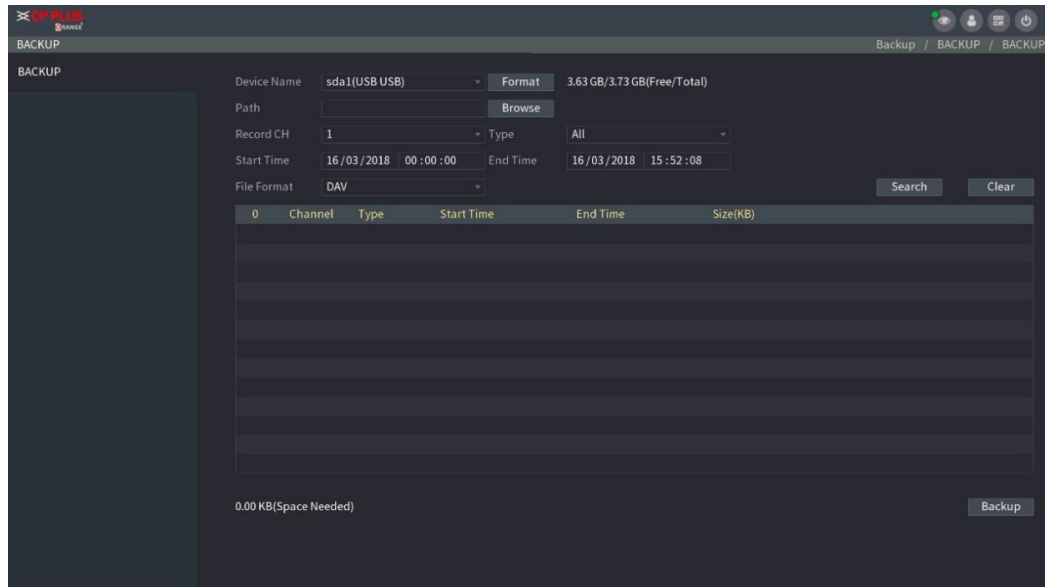 CP PLUS
ORANGE
BACKUP Backup / BACKUP / BACKUP
BACKUP
Device Name sda1(USB USB) Format 3.63 GB/3.73 GB(Free/Total)
Path Browse
Record CH 1 Type All
Start Time 16/03/2018 00:00:00 End Time 16/03/2018 15:52:08
File Format DAV Search Clear
0 Channel Type Start Time End Time Size(KB)
0.00 KB(Space Needed) Backup